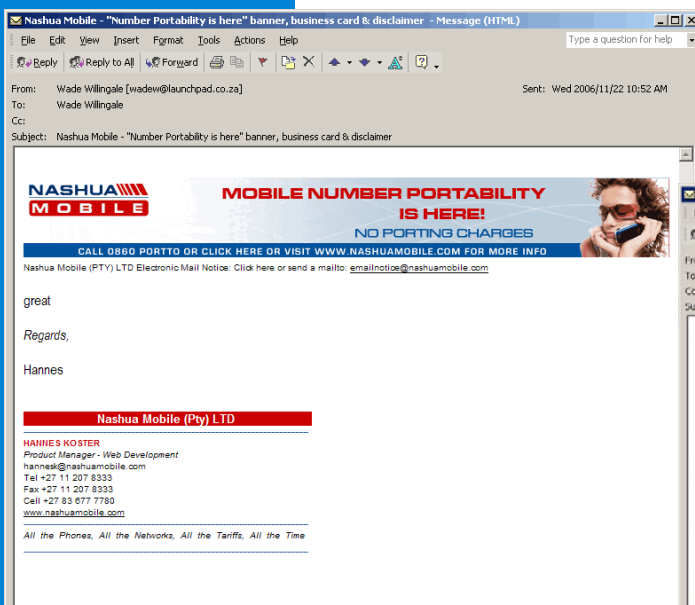 Nashua Mobile - "Number Portability is here" banner, business card & disclaimer - Message (HTML)
File Edit View Insert Format Tools Actions Help
Type a question for help
Reply Reply to All Forward
From: Wade Willingale [wadew@launchpad.co.za] Sent: Wed 2006/11/22 10:52 AM
To: Wade Willingale
Cc:
Subject: Nashua Mobile - "Number Portability is here" banner, business card & disclaimer
NASHUA
MOBILE
MOBILE NUMBER PORTABILITY
IS HERE!
NO PORTING CHARGES
CALL 0860 PORTTO OR CLICK HERE OR VISIT WWW.NASHUAMOBILE.COM FOR MORE INFO
Nashua Mobile (PTY) LTD Electronic Mail Notice: Click here or send a mailto: emailnotice@nashuamobile.com
great
Regards,
Hannes
Nashua Mobile (Pty) LTD
HANNES KOSTER
Product Manager - Web Development
hannesk@nashuamobile.com
Tel +27 11 207 8333
Fax +27 11 207 8333
Cell +27 83 677 7780
www.nashuamobile.com
All the Phones, All the Networks, All the Tariffs, All the Time